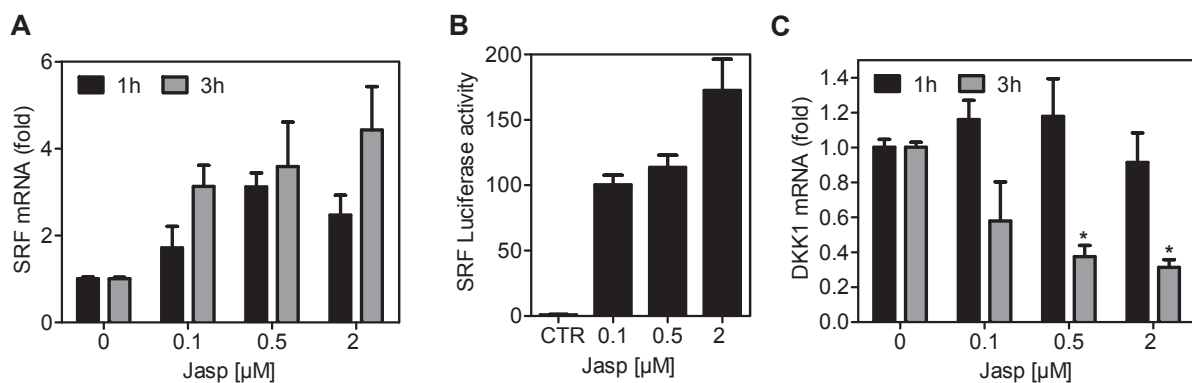 A
SRF mRNA (fold)
6
4
2
0
1h
3h
0
0.1
0.5
2
Jasp [µM]
B
SRF Luciferase activity
200
150
100
50
0
CTR
0.1
0.5
2
Jasp [µM]
C
DKK1 mRNA (fold)
1.4
1.2
1.0
0.8
0.6
0.4
0.2
0.0
1h
3h
*
*
0
0.1
0.5
2
Jasp [µM]